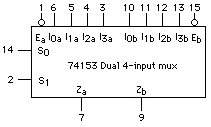 1 6 5 4 3 10 11 12 13 15
Ea I0a I1a I2a I3a I0b I1b I2b I3b Eb
14 S0
74153 Dual 4-input mux
2 S1
Za Zb
7 9